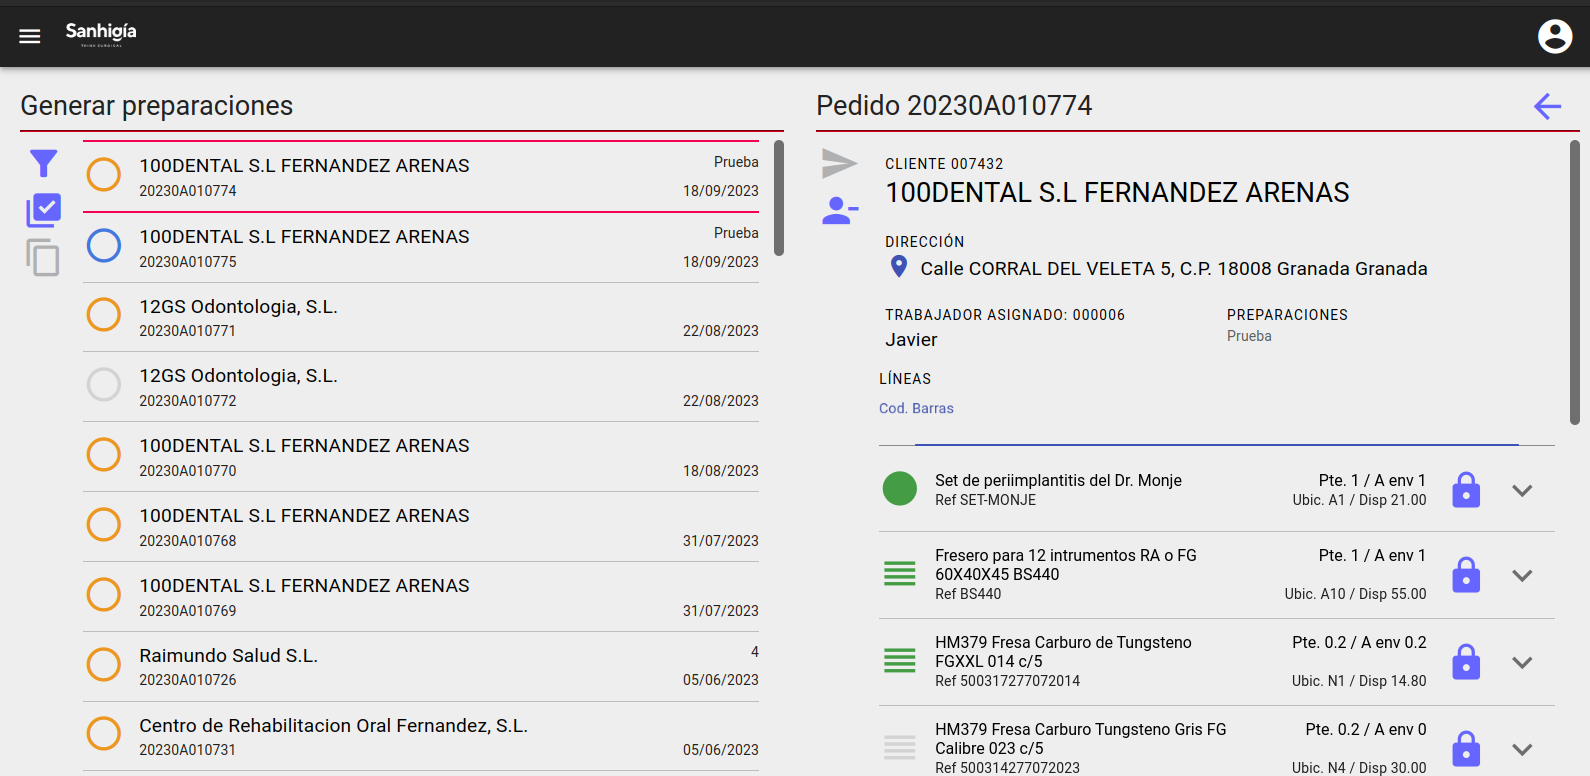 Sanhigía
THINK SURGICAL
Generar preparaciones
100DENTAL S.L FERNANDEZ ARENAS
Prueba
20230A010774
18/09/2023
100DENTAL S.L FERNANDEZ ARENAS
Prueba
20230A010775
18/09/2023
12GS Odontologia, S.L.
20230A010771
22/08/2023
12GS Odontologia, S.L.
20230A010772
22/08/2023
100DENTAL S.L FERNANDEZ ARENAS
20230A010770
18/08/2023
100DENTAL S.L FERNANDEZ ARENAS
20230A010768
31/07/2023
100DENTAL S.L FERNANDEZ ARENAS
20230A010769
31/07/2023
Raimundo Salud S.L.
4
20230A010726
05/06/2023
Centro de Rehabilitacion Oral Fernandez, S.L.
20230A010731
05/06/2023
Pedido 20230A010774
CLIENTE 007432
100DENTAL S.L FERNANDEZ ARENAS
DIRECCIÓN
Calle CORRAL DEL VELETA 5, C.P. 18008 Granada Granada
TRABAJADOR ASIGNADO: 000006
Javier
PREPARACIONES
Prueba
LÍNEAS
Cod. Barras
Set de periimplantitis del Dr. Monje
Ref SET-MONJE
Pte. 1 / A env 1
Ubic. A1 / Disp 21.00
Fresero para 12 intrumentos RA o FG
60X40X45 BS440
Ref BS440
Pte. 1 / A env 1
Ubic. A10 / Disp 55.00
HM379 Fresa Carburo de Tungsteno
FGXXL 014 c/5
Ref 500317277072014
Pte. 0.2 / A env 0.2
Ubic. N1 / Disp 14.80
HM379 Fresa Carburo Tungsteno Gris FG
Calibre 023 c/5
Ref 500314277072023
Pte. 0.2 / A env 0
Ubic. N4 / Disp 30.00